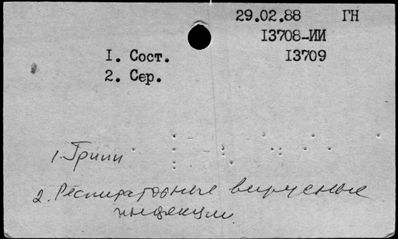 29.02.88 ГН
13708-ИИ
1. Сост. 13709
2. Сер.
1. Грипп
2. Респираторные вирусные
инфекции.